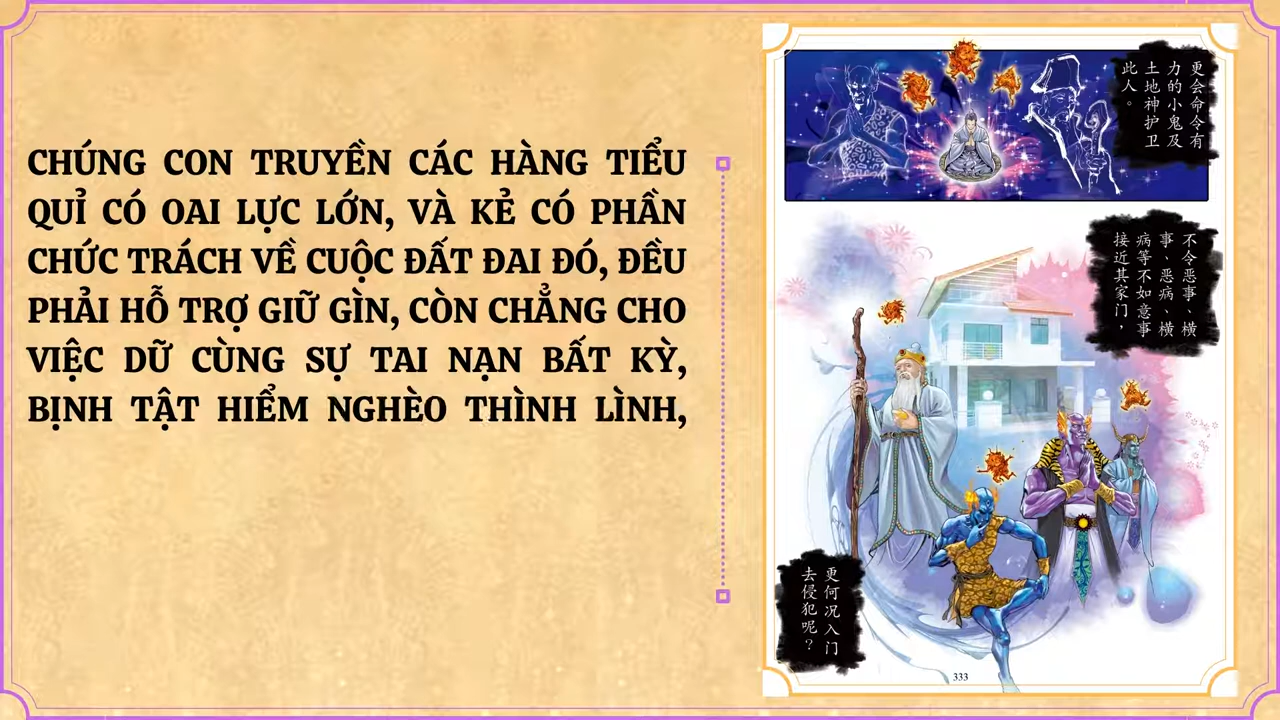 CHÚNG CON TRUYỀN CÁC HÀNG TIỂU
QUỈ CÓ OAI LỰC LỚN, VÀ KẺ CÓ PHẦN
CHỨC TRÁCH VỀ CUỘC ĐẤT ĐAI ĐÓ, ĐỀU
PHẢI HỖ TRỢ GIỮ GÌN, CÒN CHẲNG CHO
VIỆC DỮ CÙNG SỰ TAI NẠN BẤT KỲ,
BỊNH TẬT HIỂM NGHÈO THÌNH LÌNH,
更会命令有
力的小鬼及
土地神护卫
此人。
不令恶事、横
事、恶病、横
病等不如意事
接近其家门，
更何况入门
去侵犯呢？
333